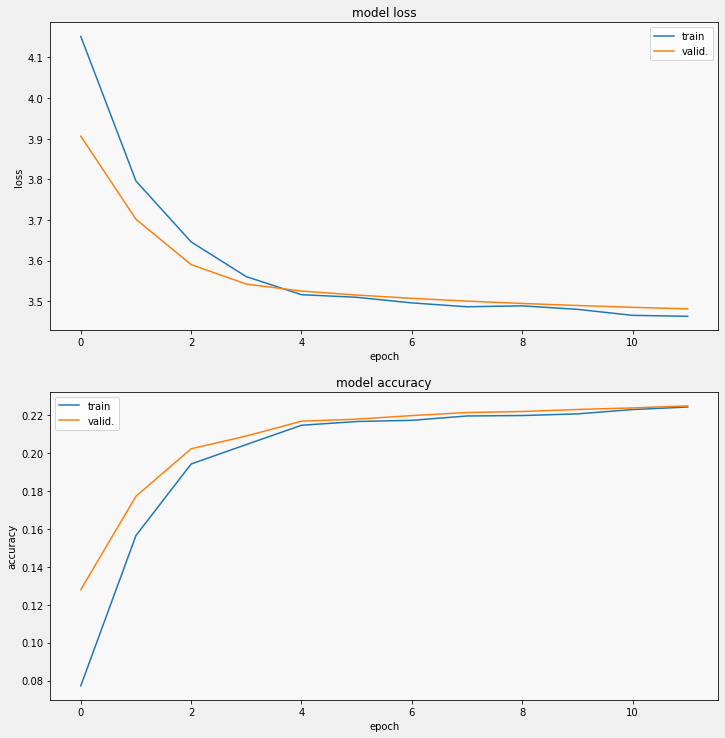 model loss
4.1
4.0
3.9
3.8
3.7
3.6
3.5
loss
train
valid.
0 2 4 6 8 10
epoch
model accuracy
0.22
0.20
0.18
0.16
0.14
0.12
0.10
0.08
accuracy
train
valid.
0 2 4 6 8 10
epoch